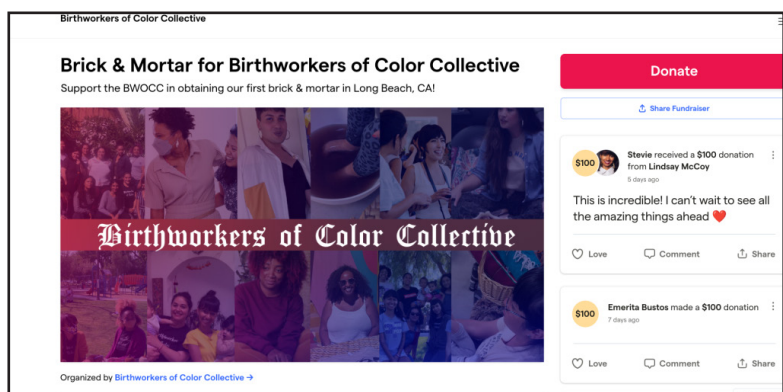 Birthworkers of Color Collective
Brick & Mortar for Birthworkers of Color Collective
Support the BWOCC in obtaining our first brick & mortar in Long Beach, CA!
Birthworkers of Color Collective
Organized by Birthworkers of Color Collective →
Donate
Share Fundraiser
$100
Stevie received a $100 donation
from Lindsay McCoy
5 days ago
This is incredible! I can't wait to see all
the amazing things ahead ❤️
Love Comment Share
$100
Emerita Bustos made a $100 donation
7 days ago
Love Comment Share